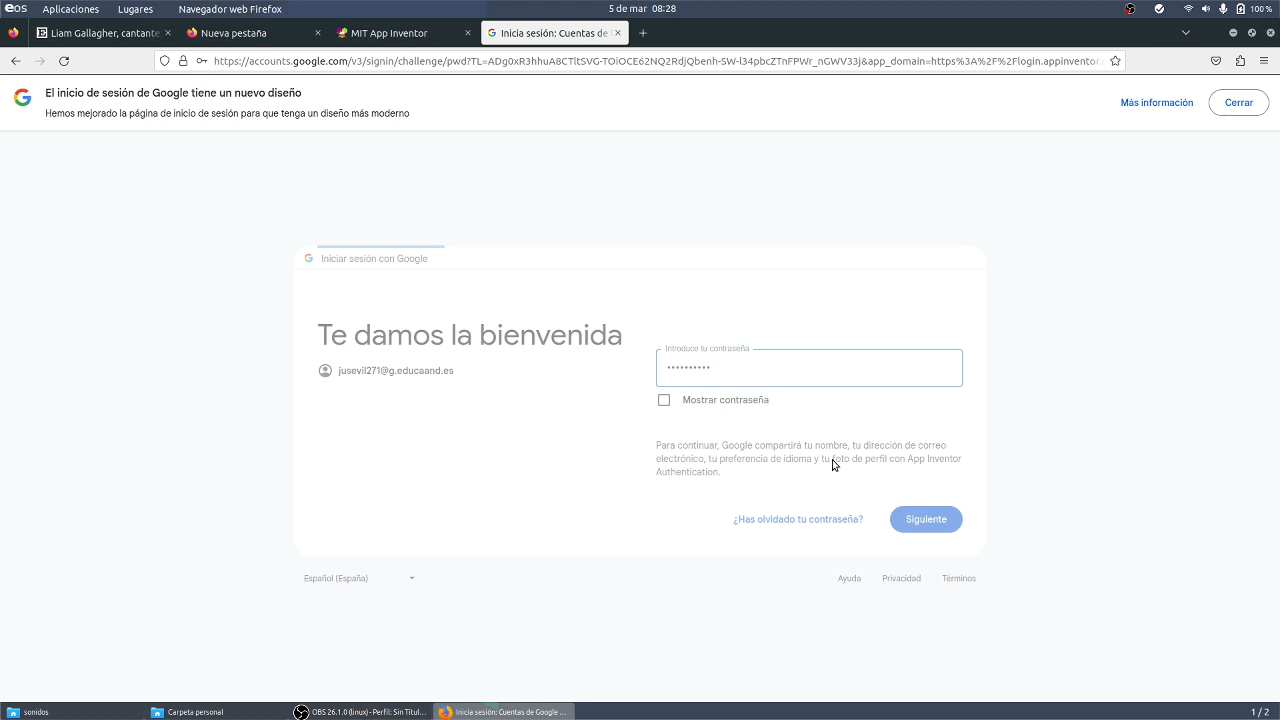 eos Aplicaciones Lugares Navegador web Firefox 5 de mar 08:28 100 %
Liam Gallagher, cantante Nueva pestaña MIT App Inventor Inicia sesión: Cuentas de
https://accounts.google.com/v3/signin/challenge/pwd?TL=ADg0xR3hhuA8CTltSVG-TOiOCE62NQ2RdjQbenh-SW-l34pbcZTnFPWr_nGWV33j&app_domain=https%3A%2F%2Flogin.appinventor.
El inicio de sesión de Google tiene un nuevo diseño
Hemos mejorado la página de inicio de sesión para que tenga un diseño más moderno
Más información Cerrar
Iniciar sesión con Google
Te damos la bienvenida
jusevil271@g.educaand.es
Introduce tu contraseña
••••••••••
Mostrar contraseña
Para continuar, Google compartirá tu nombre, tu dirección de correo
electrónico, tu preferencia de idioma y tu foto de perfil con App Inventor
Authentication.
¿Has olvidado tu contraseña? Siguiente
Español (España) Ayuda Privacidad Términos
sonidos Carpeta personal OBS 26.1.0 (linux) - Perfil: Sin Títul... Inicia sesión: Cuentas de Google ... 1 / 2